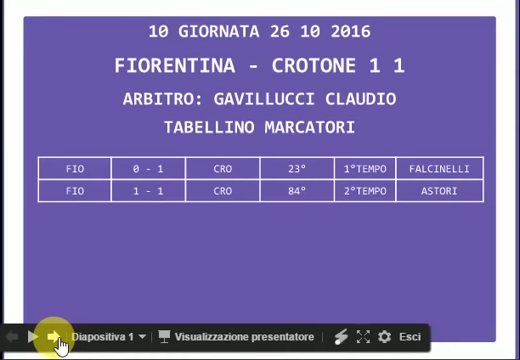 10 GIORNATA 26 10 2016
FIORENTINA - CROTONE 1 1
ARBITRO: GAVILLUCCI CLAUDIO
TABELLINO MARCATORI
FIO 0 - 1 CRO 23° 1°TEMPO FALCINELLI
FIO 1 - 1 CRO 84° 2°TEMPO ASTORI
Diapositiva 1 Visualizzazione presentatore Esci